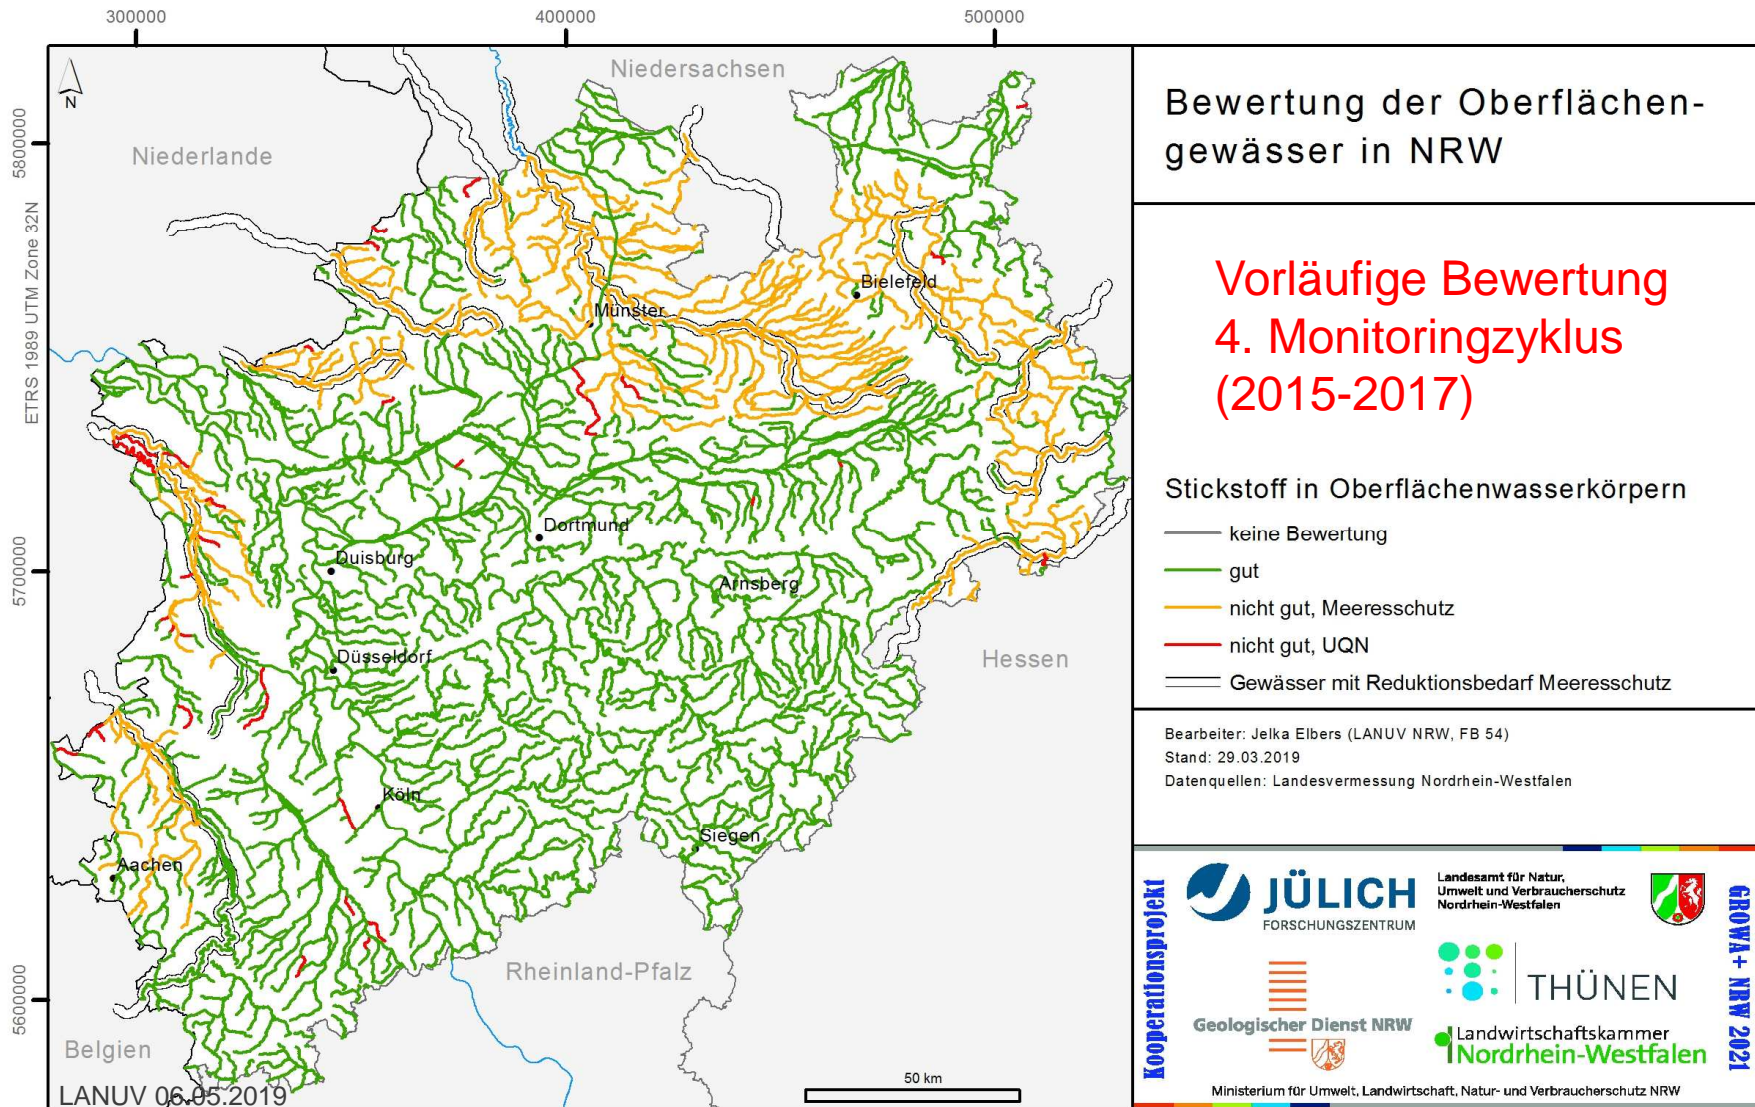 300000
400000
500000
5800000
ETRS 1989 UTM Zone 32N
5700000
5600000
N
Niedersachsen
Niederlande
Bielefeld
Münster
Dortmund
Duisburg
Arnsberg
Düsseldorf
Hessen
Köln
Siegen
Aachen
Rheinland-Pfalz
Belgien
LANUV 06.05.2019
50 km
Bewertung der Oberflächen-
gewässer in NRW
Vorläufige Bewertung
4. Monitoringzyklus
(2015-2017)
Stickstoff in Oberflächenwasserkörpern
keine Bewertung
gut
nicht gut, Meeresschutz
nicht gut, UQN
Gewässer mit Reduktionsbedarf Meeresschutz
Bearbeiter: Jelka Elbers (LANUV NRW, FB 54)
Stand: 29.03.2019
Datenquellen: Landesvermessung Nordrhein-Westfalen
Kooperationsprojekt
JÜLICH
FORSCHUNGSZENTRUM
Landesamt für Natur,
Umwelt und Verbraucherschutz
Nordrhein-Westfalen
THÜNEN
Geologischer Dienst NRW
Landwirtschaftskammer
Nordrhein-Westfalen
GROWA+ NRW 2021
Ministerium für Umwelt, Landwirtschaft, Natur- und Verbraucherschutz NRW